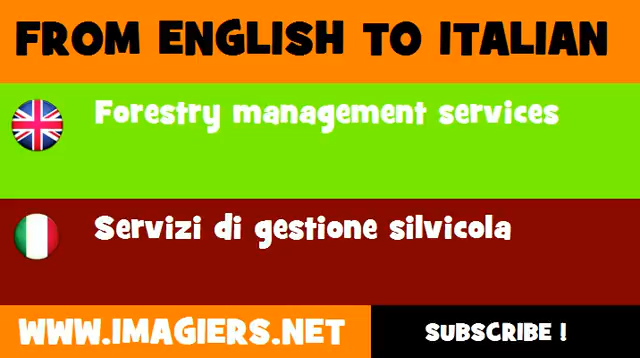 FROM ENGLISH TO ITALIAN
Forestry management services
Servizi di gestione silvicola
WWW.IMAGIERS.NET
SUBSCRIBE !